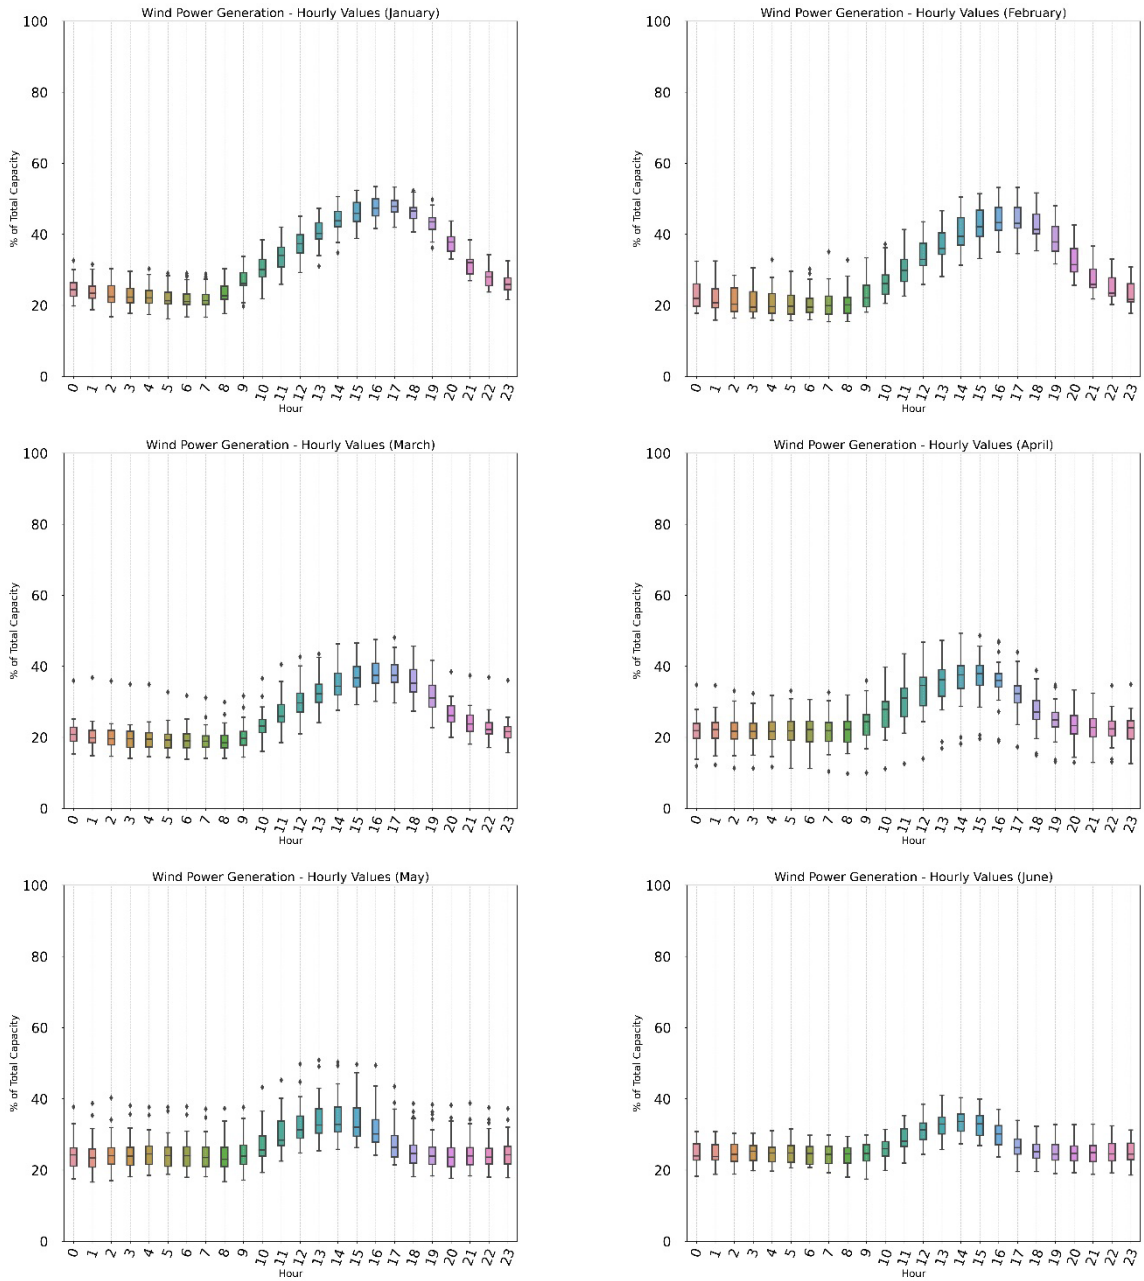 Wind Power Generation - Hourly Values (January)
% of Total Capacity
100
80
60
40
20
0
0 1 2 3 4 5 6 7 8 9 10 11 12 13 14 15 16 17 18 19 20 21 22 23
Hour
Wind Power Generation - Hourly Values (February)
% of Total Capacity
100
80
60
40
20
0
0 1 2 3 4 5 6 7 8 9 10 11 12 13 14 15 16 17 18 19 20 21 22 23
Hour
Wind Power Generation - Hourly Values (March)
% of Total Capacity
100
80
60
40
20
0
0 1 2 3 4 5 6 7 8 9 10 11 12 13 14 15 16 17 18 19 20 21 22 23
Hour
Wind Power Generation - Hourly Values (April)
% of Total Capacity
100
80
60
40
20
0
0 1 2 3 4 5 6 7 8 9 10 11 12 13 14 15 16 17 18 19 20 21 22 23
Hour
Wind Power Generation - Hourly Values (May)
% of Total Capacity
100
80
60
40
20
0
0 1 2 3 4 5 6 7 8 9 10 11 12 13 14 15 16 17 18 19 20 21 22 23
Hour
Wind Power Generation - Hourly Values (June)
% of Total Capacity
100
80
60
40
20
0
0 1 2 3 4 5 6 7 8 9 10 11 12 13 14 15 16 17 18 19 20 21 22 23
Hour